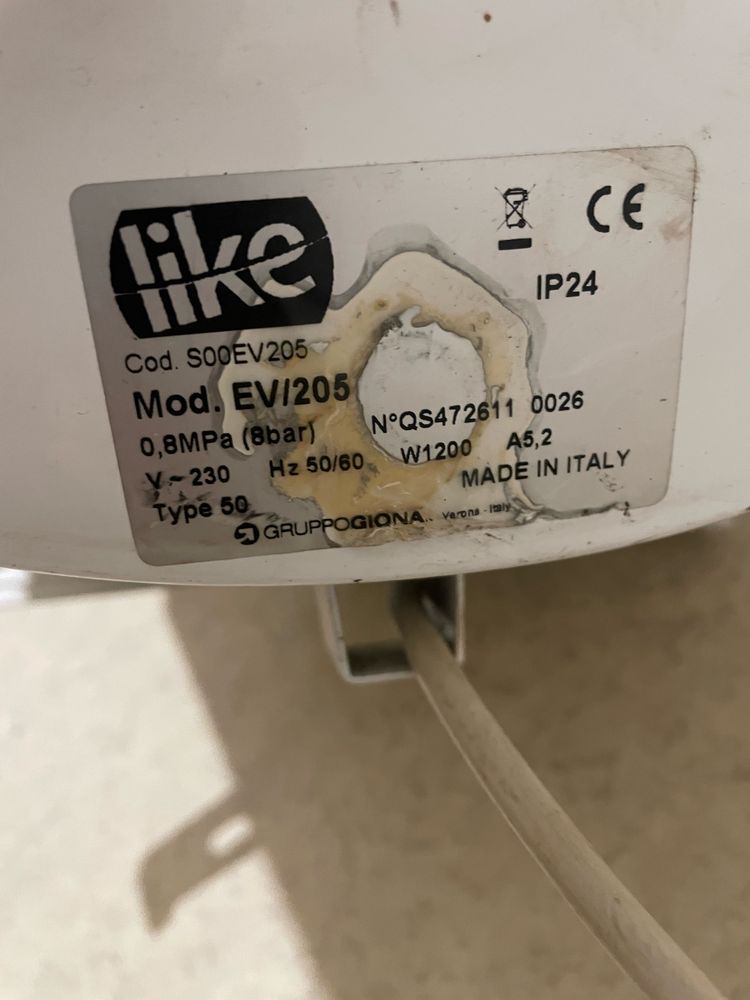 like
CE
IP24
Cod. S00EV205
Mod. EV/205
N°QS472611 0026
0,8MPa (8bar)
W1200 A5,2
V~230 Hz 50/60
MADE IN ITALY
Type 50
GRUPPOGIONA.. Verona - Italy